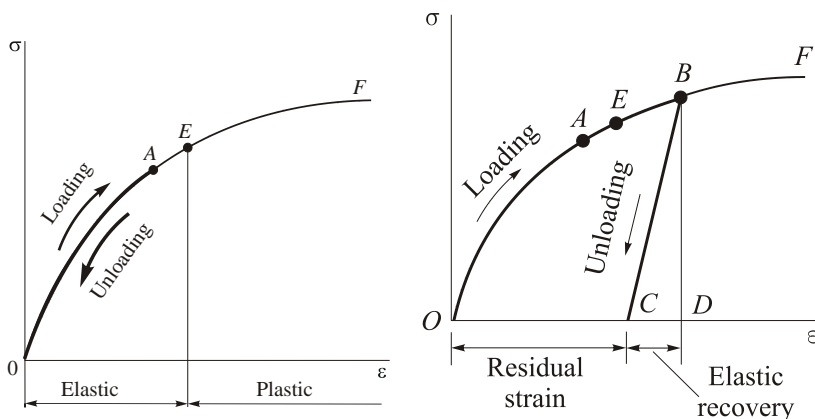 σ
F
E
A
Loading
Unloading
0
ε
Elastic
Plastic
σ
F
B
E
A
Loading
Unloading
O
C
D
ε
Residual
strain
Elastic
recovery